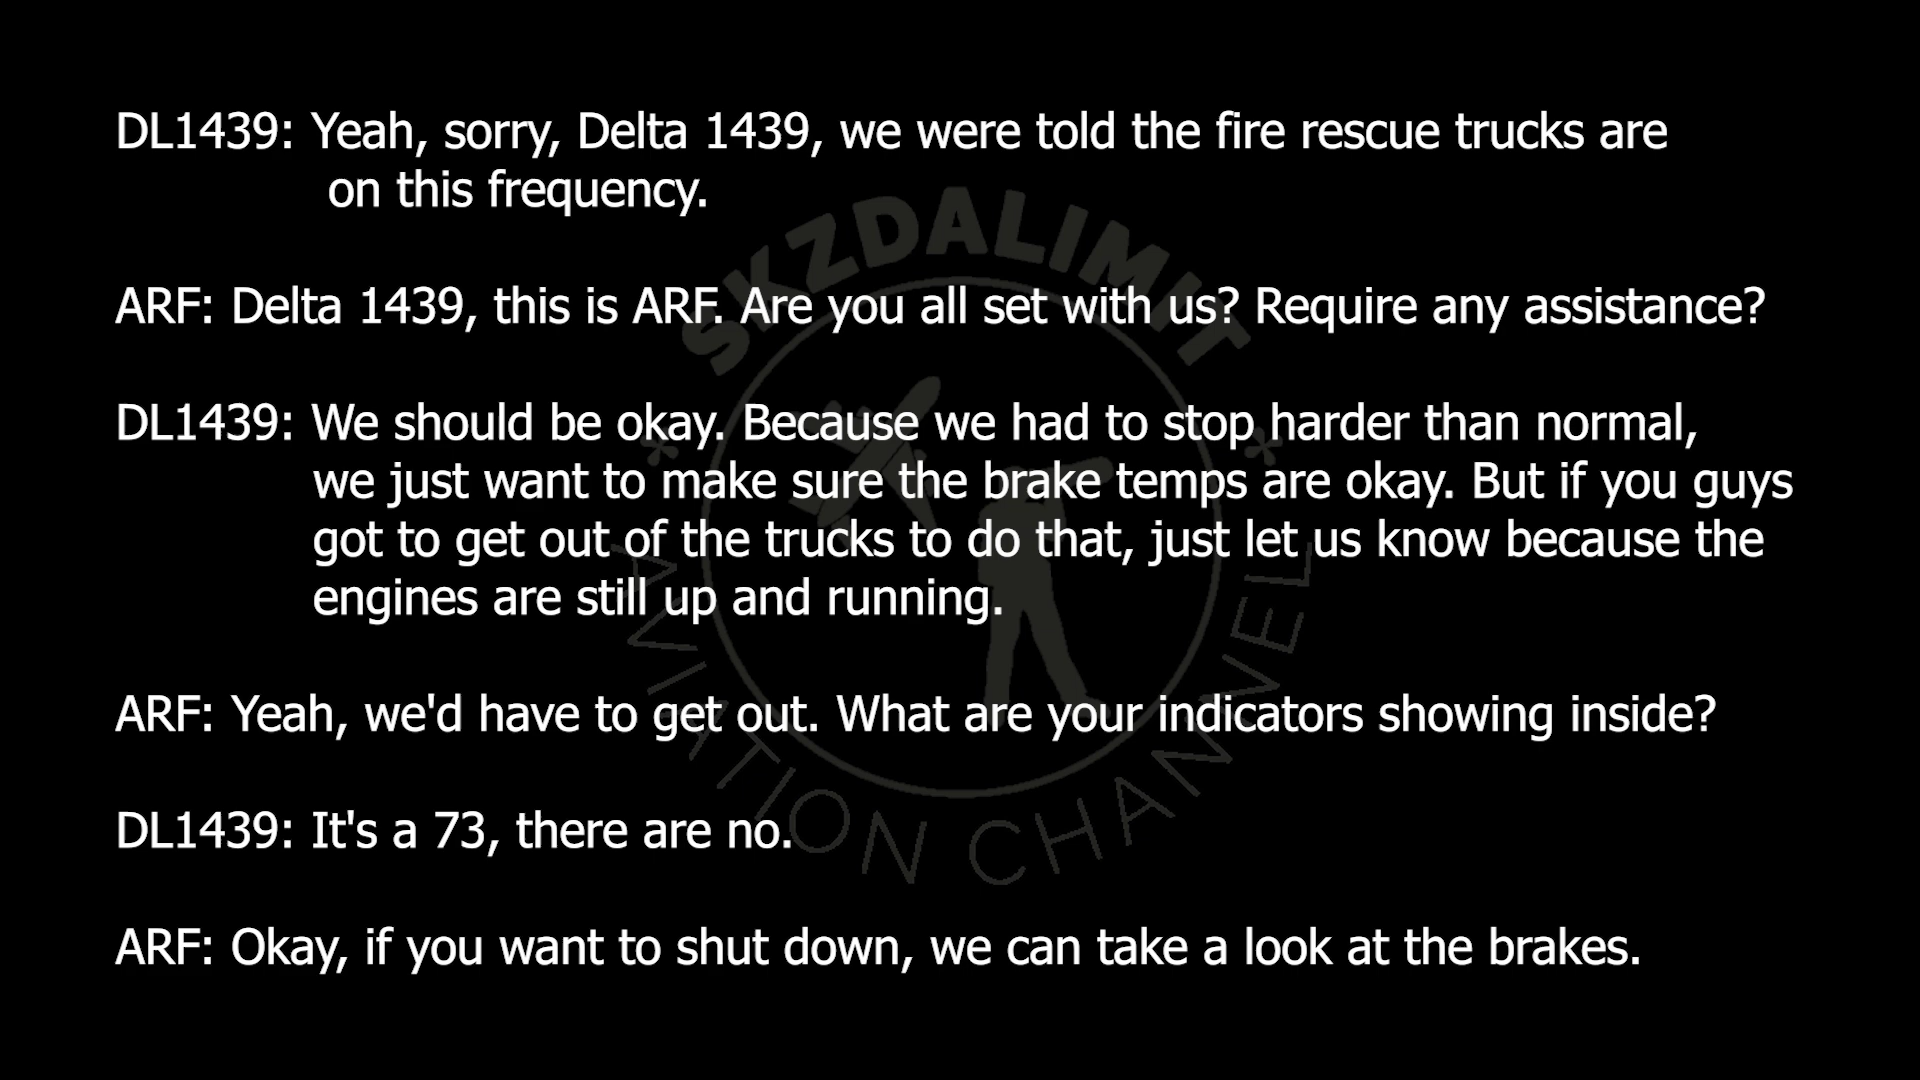 DL1439: Yeah, sorry, Delta 1439, we were told the fire rescue trucks are
on this frequency.
ARF: Delta 1439, this is ARF. Are you all set with us? Require any assistance?
DL1439: We should be okay. Because we had to stop harder than normal,
we just want to make sure the brake temps are okay. But if you guys
got to get out of the trucks to do that, just let us know because the
engines are still up and running.
ARF: Yeah, we'd have to get out. What are your indicators showing inside?
DL1439: It's a 73, there are no.
ARF: Okay, if you want to shut down, we can take a look at the brakes.
SKZDALIMIT
* *
AVIATION CHANNEL